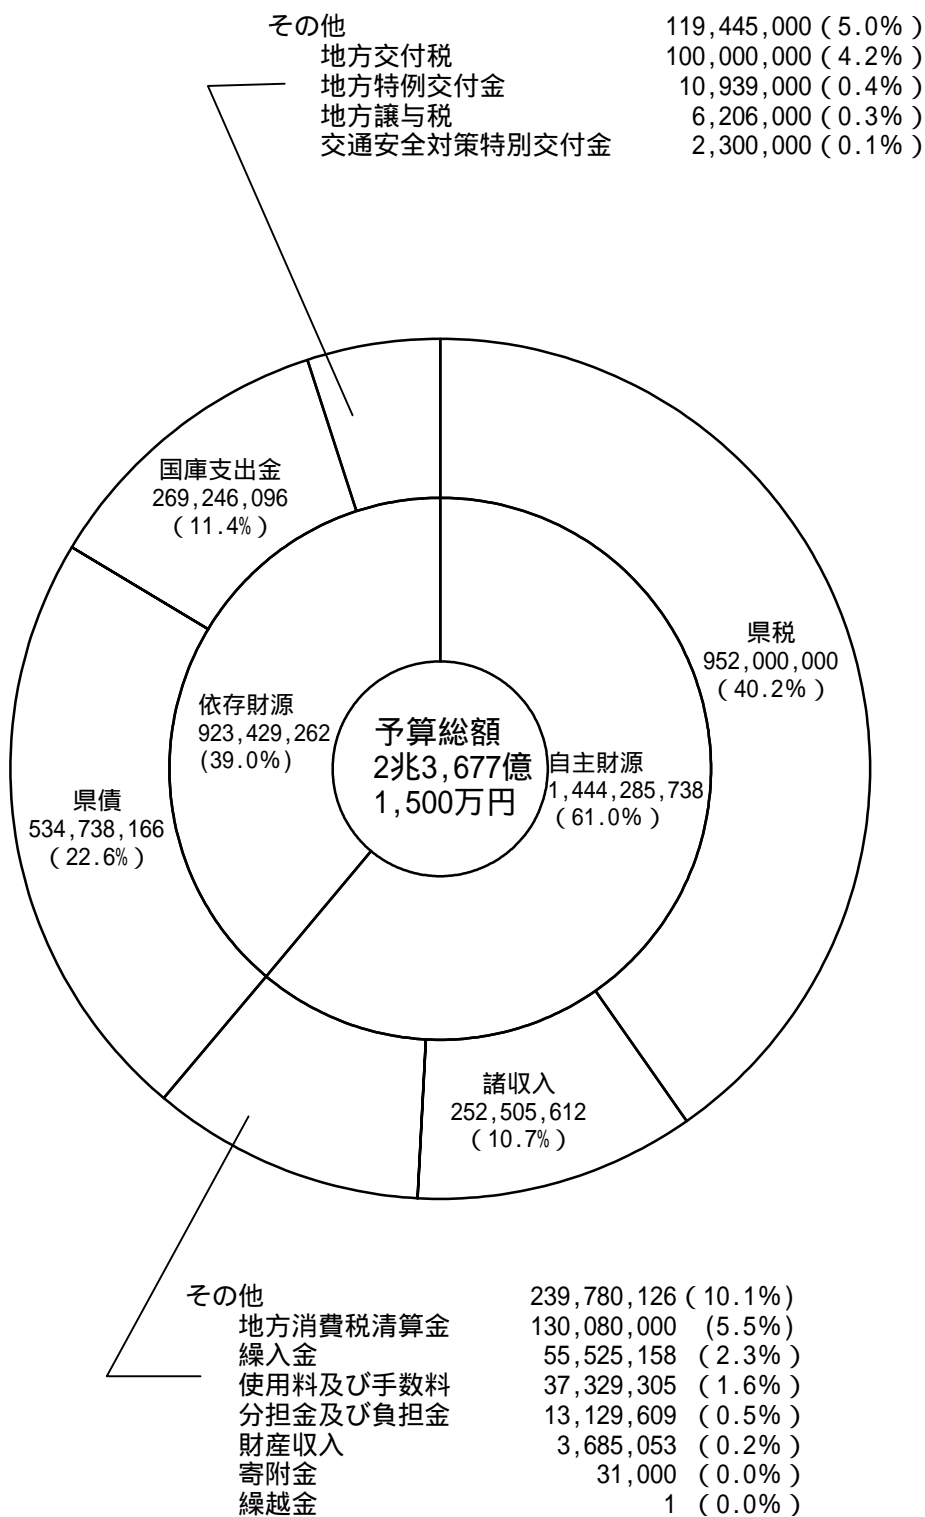 その他 119,445,000(5.0%)
地方交付税 100,000,000(4.2%)
地方特例交付金 10,939,000(0.4%)
地方譲与税 6,206,000(0.3%)
交通安全対策特別交付金 2,300,000(0.1%)
国庫支出金
269,246,096
(11.4%)
県税
952,000,000
(40.2%)
依存財源
923,429,262
(39.0%)
予算総額
2兆3,677億
1,500万円
自主財源
1,444,285,738
(61.0%)
県債
534,738,166
(22.6%)
諸収入
252,505,612
(10.7%)
その他 239,780,126(10.1%)
地方消費税清算金 130,080,000 (5.5%)
繰入金 55,525,158 (2.3%)
使用料及び手数料 37,329,305 (1.6%)
分担金及び負担金 13,129,609 (0.5%)
財産収入 3,685,053 (0.2%)
寄附金 31,000 (0.0%)
繰越金 1 (0.0%)